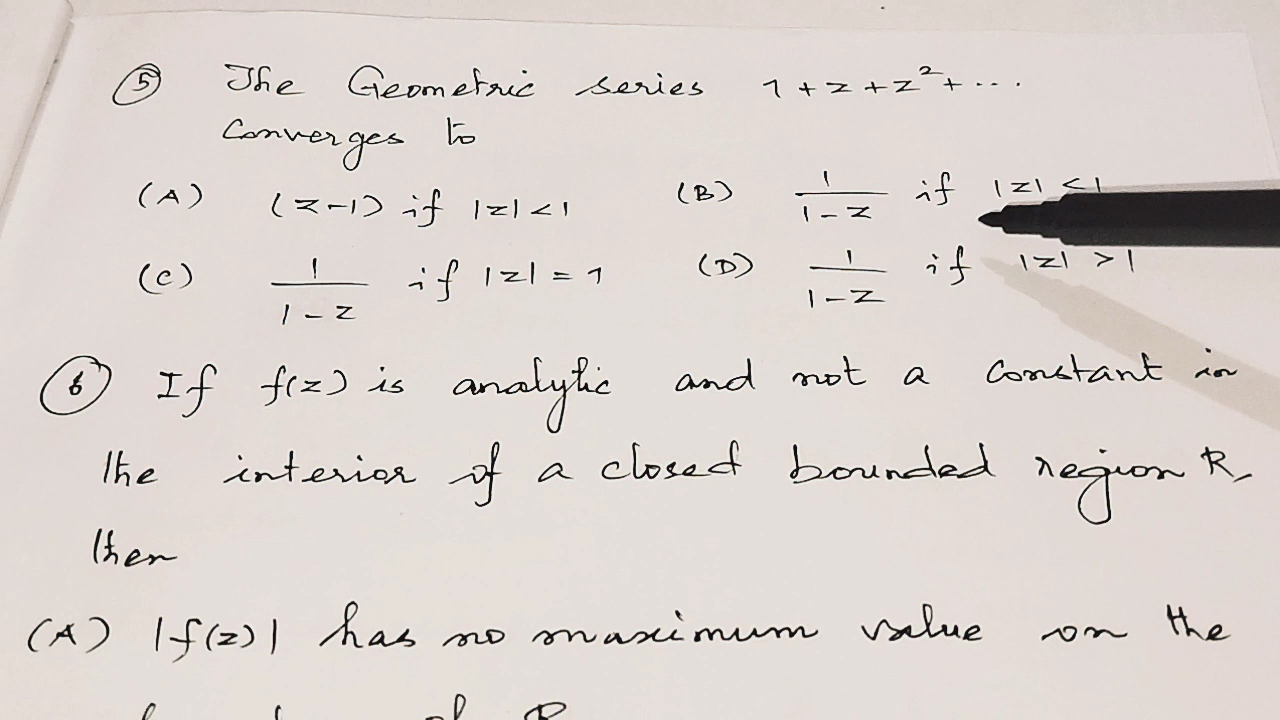 ⑤ The Geometric series 1 + z + z² + ...
Converges to
(A) (z-1) if |z| < 1 (B) 1/(1-z) if |z| < 1
(C) 1/(1-z) if |z| = 1 (D) 1/(1-z) if |z| > 1
⑥ If f(z) is analytic and not a constant in
the interior of a closed bounded region R,
then
(A) |f(z)| has no maximum value on the